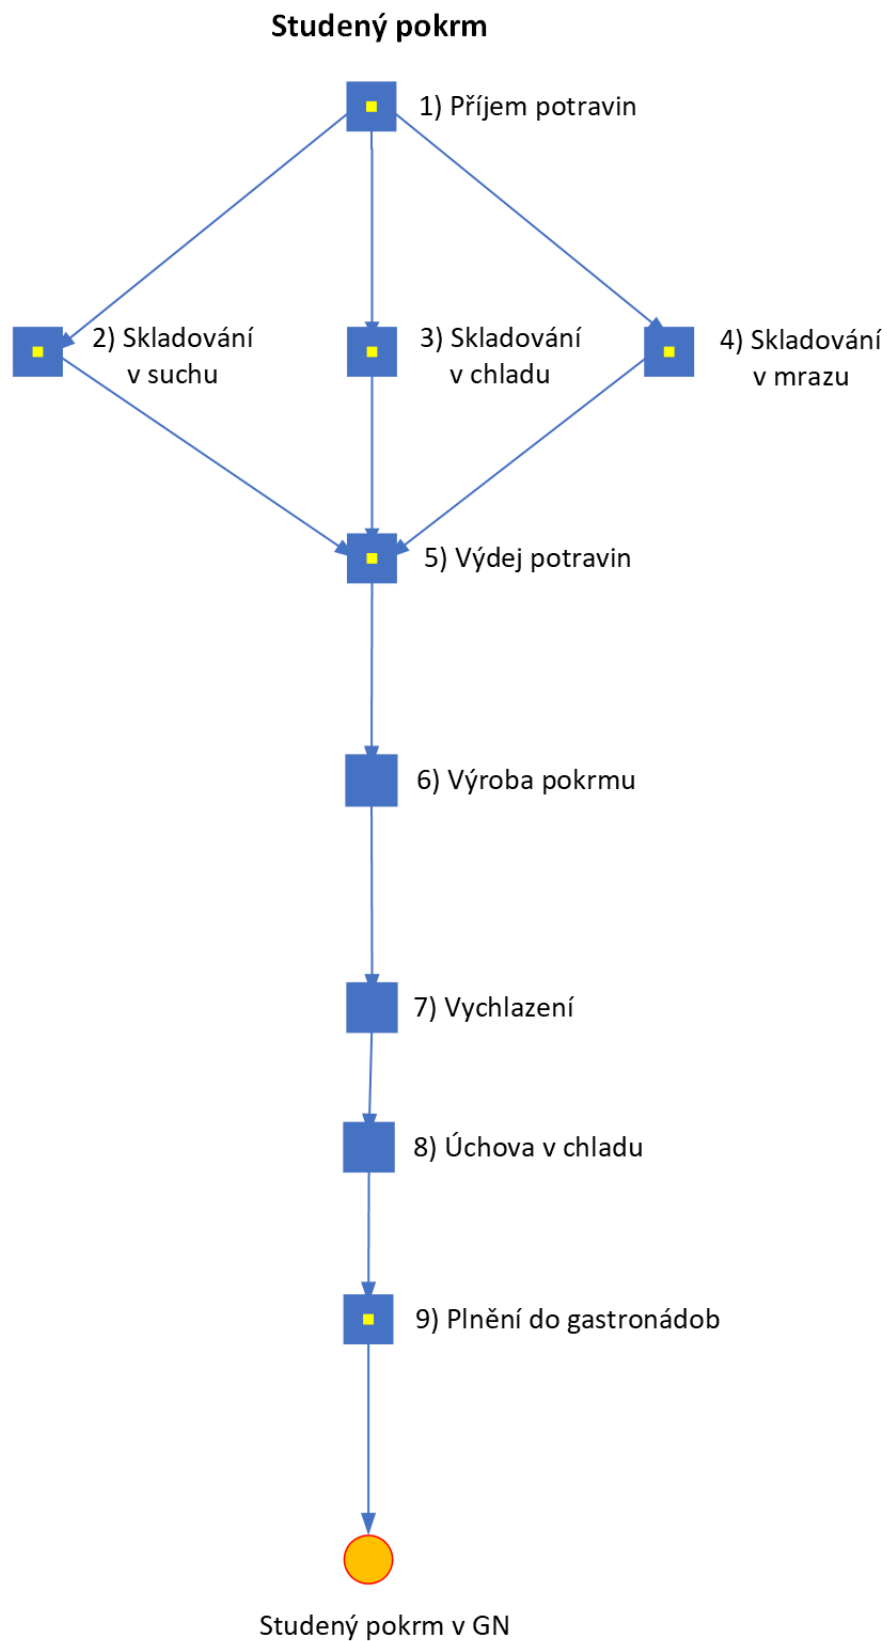 Studený pokrm
1) Příjem potravin
2) Skladování
v suchu
3) Skladování
v chladu
4) Skladování
v mrazu
5) Výdej potravin
6) Výroba pokrmu
7) Vychlazení
8) Úchova v chladu
9) Plnění do gastronádob
Studený pokrm v GN